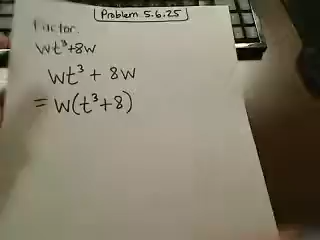 Problem 5.6.25
Factor.
wt³+8w
wt³ + 8w
= w(t³+8)